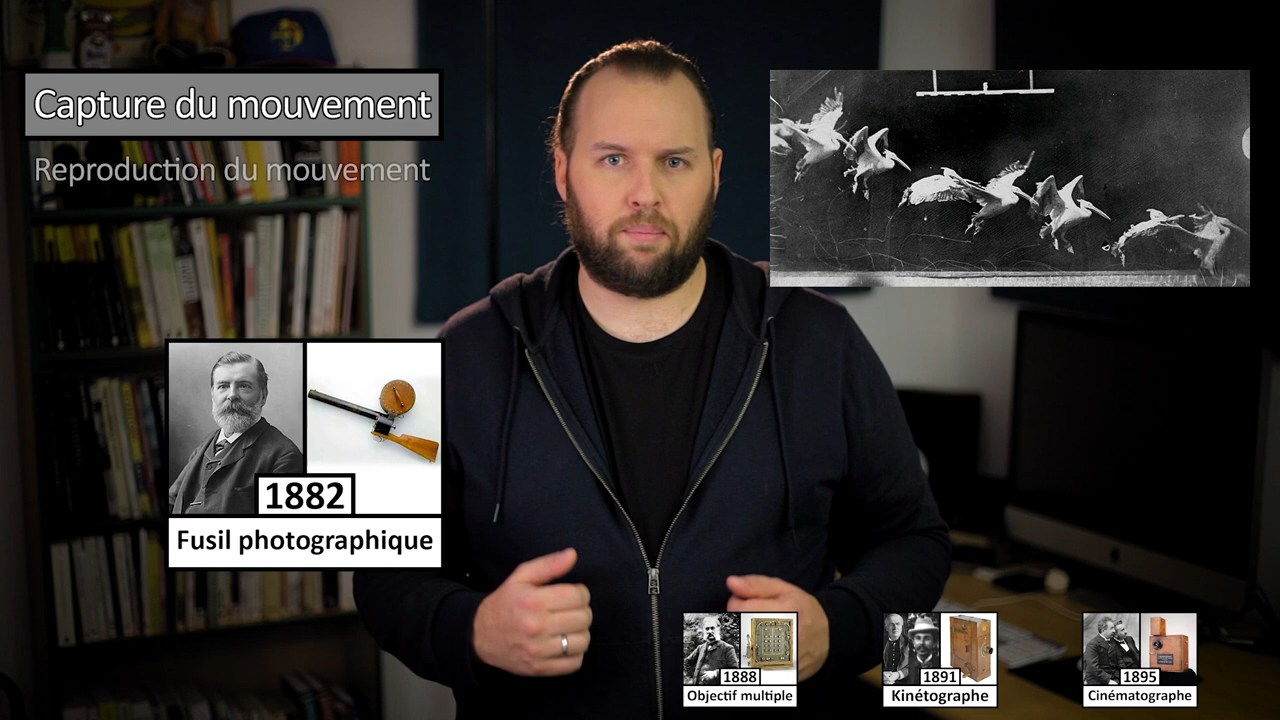 Capture du mouvement
Reproduction du mouvement
1882
Fusil photographique
1888
Objectif multiple
1891
Kinétographe
1895
Cinématographe